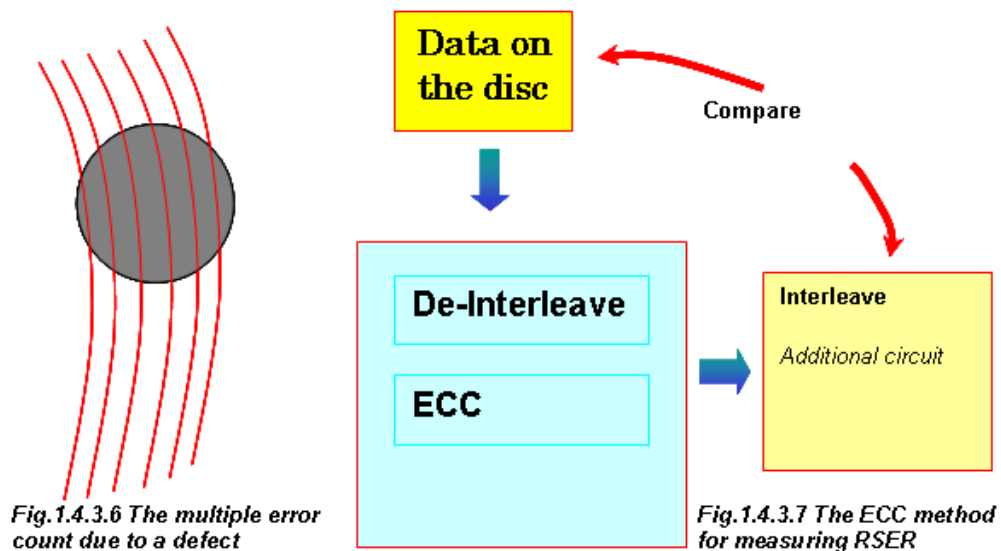 Data on
the disc
Compare
De-Interleave
ECC
Interleave
Additional circuit
Fig.1.4.3.6 The multiple error
count due to a defect
Fig.1.4.3.7 The ECC method
for measuring RSER